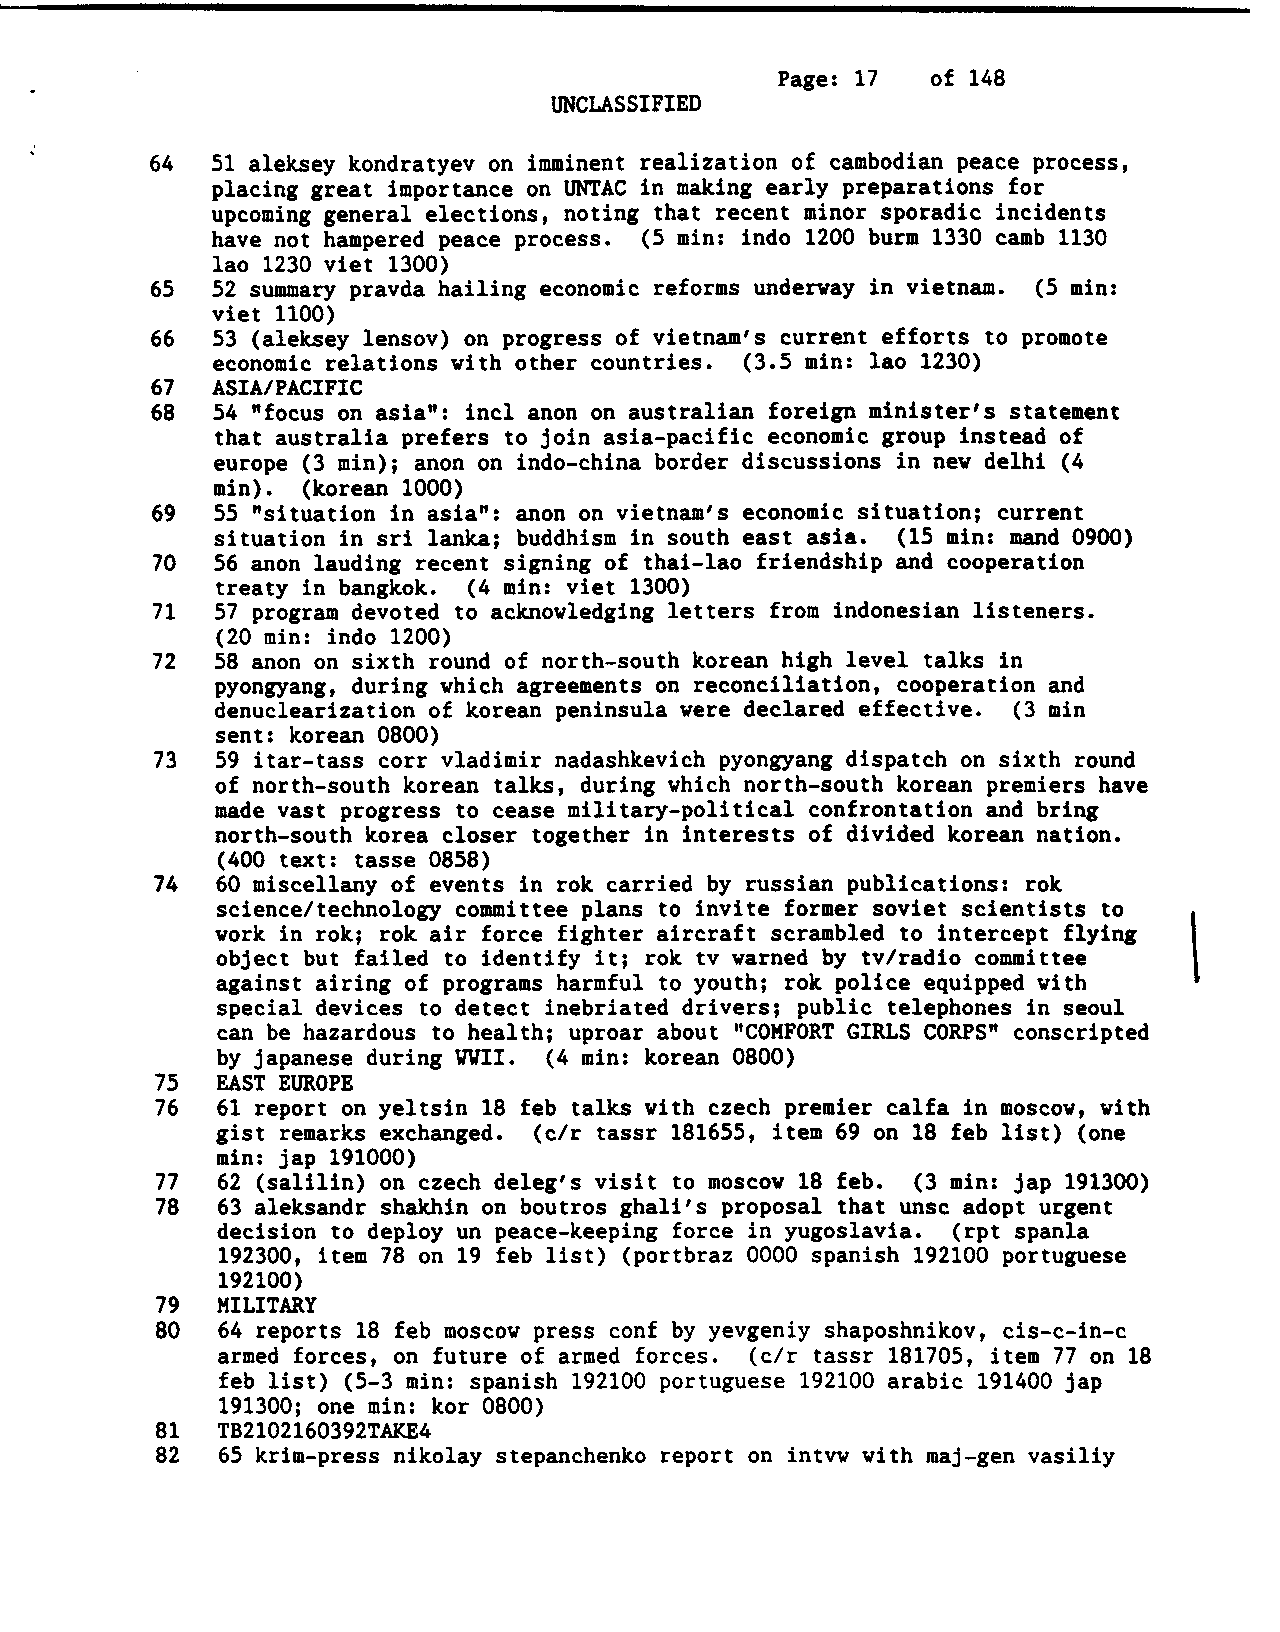 Page: 17 of 148
UNCLASSIFIED
64 51 aleksey kondratyev on imminent realization of cambodian peace process,
placing great importance on UNTAC in making early preparations for
upcoming general elections, noting that recent minor sporadic incidents
have not hampered peace process. (5 min: indo 1200 burm 1330 camb 1130
lao 1230 viet 1300)
65 52 summary pravda hailing economic reforms underway in vietnam. (5 min:
viet 1100)
66 53 (aleksey lensov) on progress of vietnam's current efforts to promote
economic relations with other countries. (3.5 min: lao 1230)
67 ASIA/PACIFIC
68 54 "focus on asia": incl anon on australian foreign minister's statement
that australia prefers to join asia-pacific economic group instead of
europe (3 min); anon on indo-china border discussions in new delhi (4
min). (korean 1000)
69 55 "situation in asia": anon on vietnam's economic situation; current
situation in sri lanka; buddhism in south east asia. (15 min: mand 0900)
70 56 anon lauding recent signing of thai-lao friendship and cooperation
treaty in bangkok. (4 min: viet 1300)
71 57 program devoted to acknowledging letters from indonesian listeners.
(20 min: indo 1200)
72 58 anon on sixth round of north-south korean high level talks in
pyongyang, during which agreements on reconciliation, cooperation and
denuclearization of korean peninsula were declared effective. (3 min
sent: korean 0800)
73 59 itar-tass corr vladimir nadashkevich pyongyang dispatch on sixth round
of north-south korean talks, during which north-south korean premiers have
made vast progress to cease military-political confrontation and bring
north-south korea closer together in interests of divided korean nation.
(400 text: tasse 0858)
74 60 miscellany of events in rok carried by russian publications: rok
science/technology committee plans to invite former soviet scientists to
work in rok; rok air force fighter aircraft scrambled to intercept flying
object but failed to identify it; rok tv warned by tv/radio committee
against airing of programs harmful to youth; rok police equipped with
special devices to detect inebriated drivers; public telephones in seoul
can be hazardous to health; uproar about "COMFORT GIRLS CORPS" conscripted
by japanese during WWII. (4 min: korean 0800)
75 EAST EUROPE
76 61 report on yeltsin 18 feb talks with czech premier calfa in moscow, with
gist remarks exchanged. (c/r tassr 181655, item 69 on 18 feb list) (one
min: jap 191000)
77 62 (salilin) on czech deleg's visit to moscow 18 feb. (3 min: jap 191300)
78 63 aleksandr shakhin on boutros ghali's proposal that unsc adopt urgent
decision to deploy un peace-keeping force in yugoslavia. (rpt spanla
192300, item 78 on 19 feb list) (portbraz 0000 spanish 192100 portuguese
192100)
79 MILITARY
80 64 reports 18 feb moscow press conf by yevgeniy shaposhnikov, cis-c-in-c
armed forces, on future of armed forces. (c/r tassr 181705, item 77 on 18
feb list) (5-3 min: spanish 192100 portuguese 192100 arabic 191400 jap
191300; one min: kor 0800)
81 TB2102160392TAKE4
82 65 krim-press nikolay stepanchenko report on intvw with maj-gen vasiliy